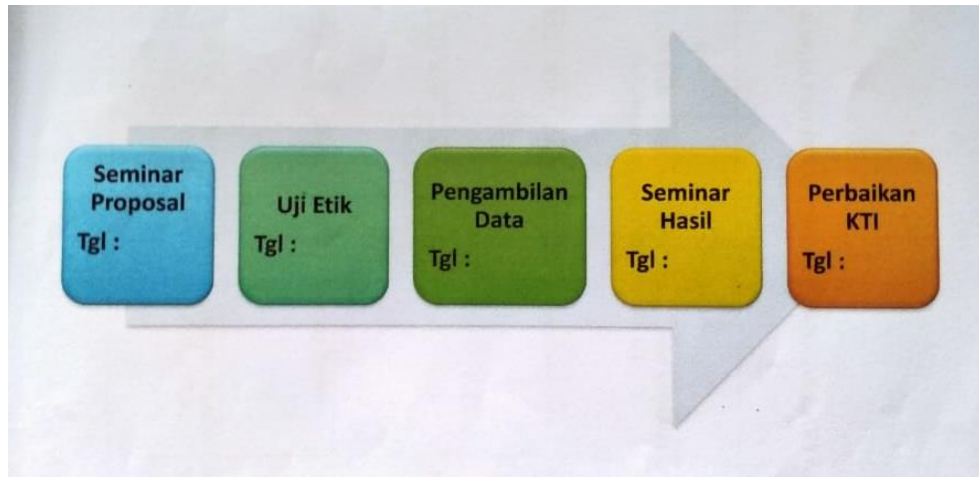 Seminar
Proposal
Tgl :
Uji Etik
Tgl :
Pengambilan
Data
Tgl :
Seminar
Hasil
Tgl :
Perbaikan
KTI
Tgl :